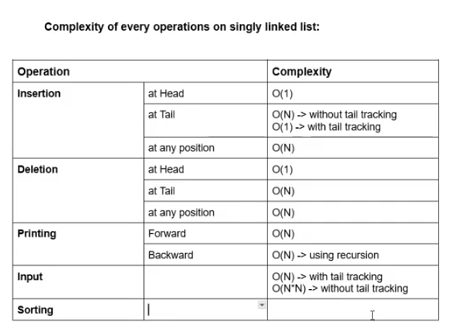 Complexity of every operations on singly linked list:
Operation Complexity
Insertion at Head O(1)
at Tail O(N) -> without tail tracking
O(1) -> with tail tracking
at any position O(N)
Deletion at Head O(1)
at Tail O(N)
at any position O(N)
Printing Forward O(N)
Backward O(N) -> using recursion
Input O(N) -> with tail tracking
O(N*N) -> without tail tracking
Sorting